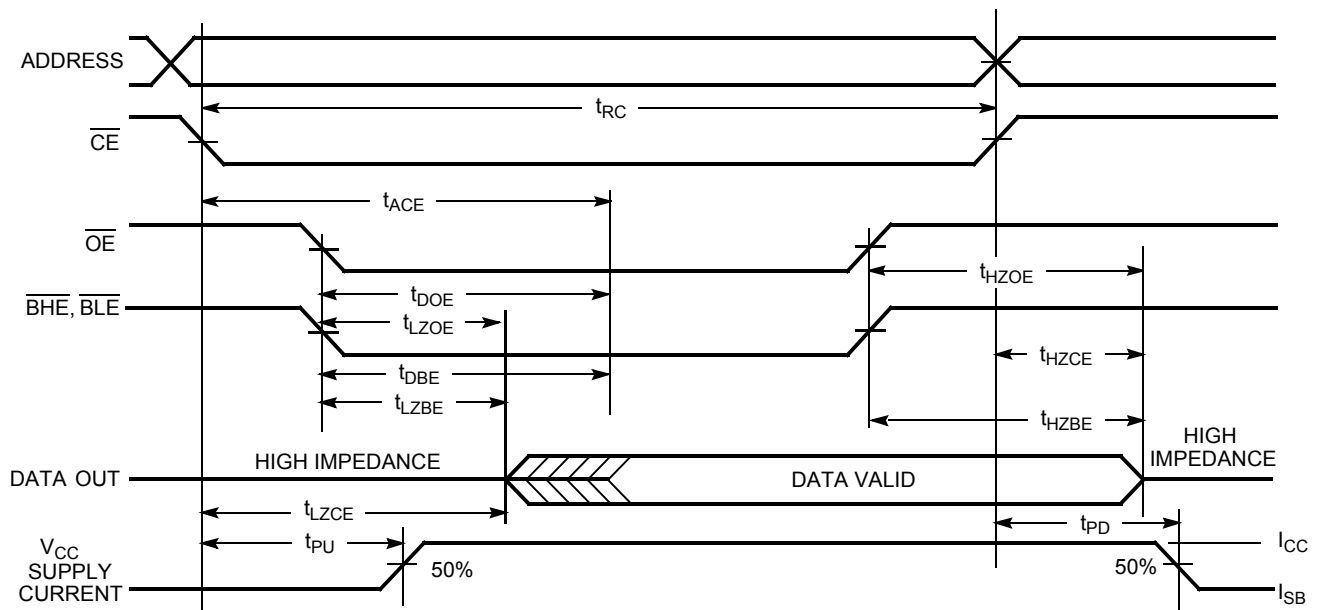 ADDRESS
tRC
CE
tACE
OE
tHZOE
tDOE
BHE, BLE
tLZOE
tHZCE
tDBE
tLZBE
tHZBE
HIGH
IMPEDANCE
HIGH IMPEDANCE
DATA OUT
DATA VALID
tLZCE
tPD
tPU
VCC
SUPPLY
CURRENT
50%
50%
ICC
ISB